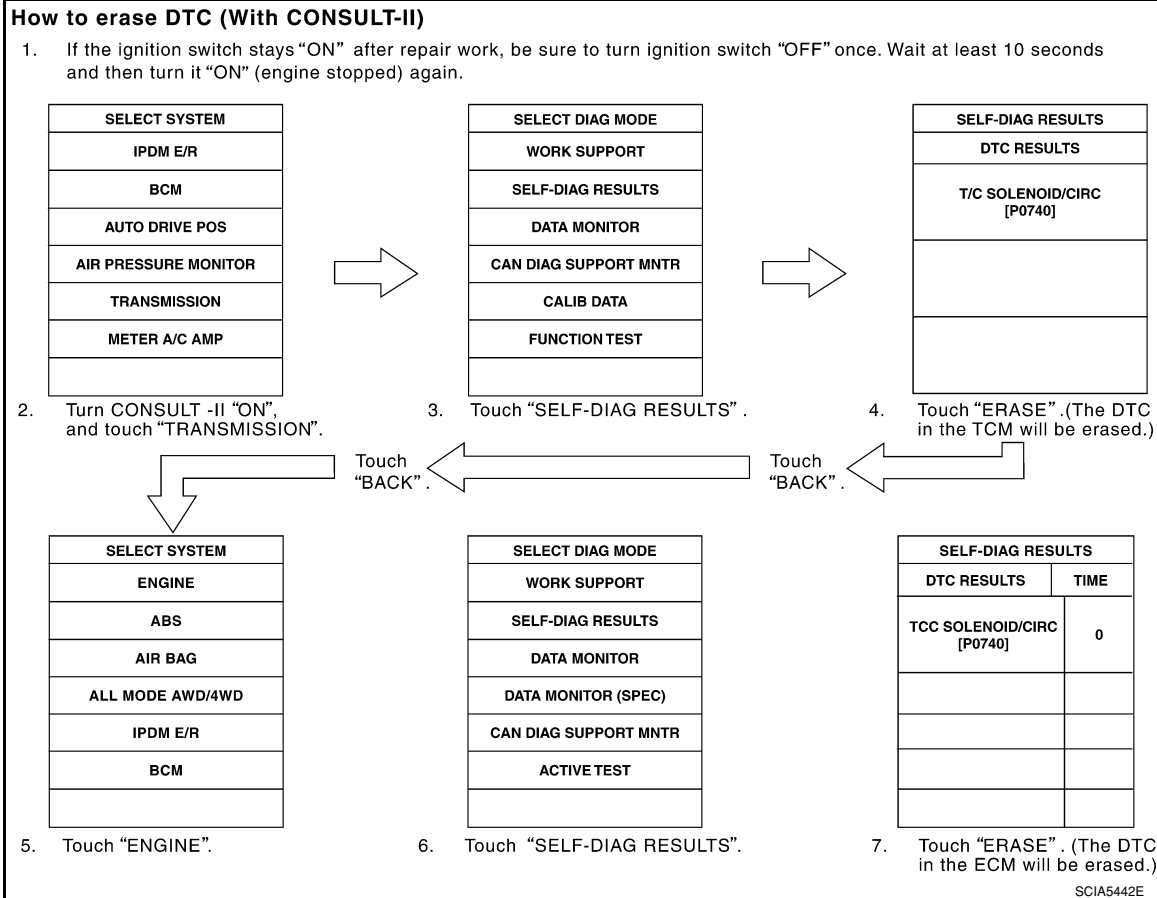 How to erase DTC (With CONSULT-II)
1. If the ignition switch stays “ON” after repair work, be sure to turn ignition switch “OFF” once. Wait at least 10 seconds
and then turn it “ON” (engine stopped) again.
SELECT SYSTEM
IPDM E/R
BCM
AUTO DRIVE POS
AIR PRESSURE MONITOR
TRANSMISSION
METER A/C AMP
2. Turn CONSULT -II “ON”,
and touch “TRANSMISSION”.
SELECT DIAG MODE
WORK SUPPORT
SELF-DIAG RESULTS
DATA MONITOR
CAN DIAG SUPPORT MNTR
CALIB DATA
FUNCTION TEST
3. Touch “SELF-DIAG RESULTS” .
SELF-DIAG RESULTS
DTC RESULTS
T/C SOLENOID/CIRC
[P0740]
4. Touch “ERASE” .(The DTC
in the TCM will be erased.)
Touch
“BACK” .
Touch
“BACK” .
SELECT SYSTEM
ENGINE
ABS
AIR BAG
ALL MODE AWD/4WD
IPDM E/R
BCM
5. Touch “ENGINE”.
SELECT DIAG MODE
WORK SUPPORT
SELF-DIAG RESULTS
DATA MONITOR
DATA MONITOR (SPEC)
CAN DIAG SUPPORT MNTR
ACTIVE TEST
6. Touch “SELF-DIAG RESULTS”.
SELF-DIAG RESULTS
DTC RESULTS TIME
TCC SOLENOID/CIRC
[P0740]
0
7. Touch “ERASE” . (The DTC
in the ECM will be erased.)
SCIA5442E